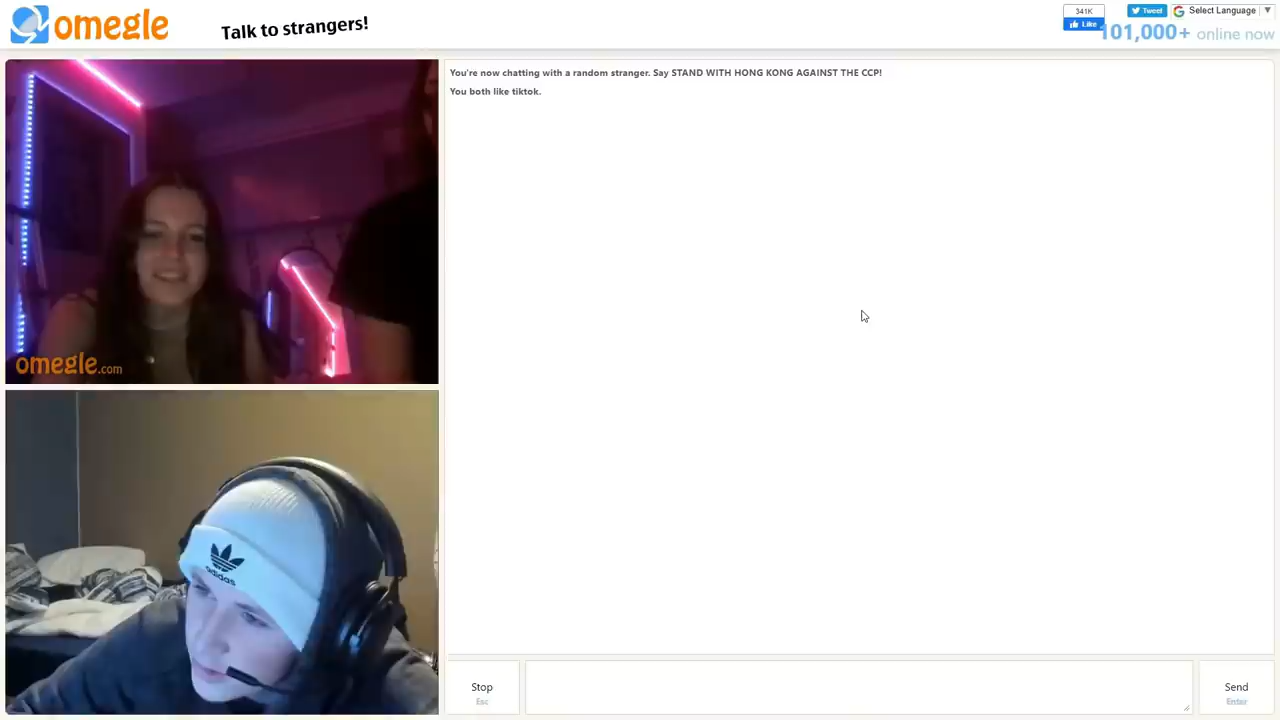 omegle
Talk to strangers!
341K
Like
Tweet
Select Language ▼
101,000+ online now
You're now chatting with a random stranger. Say STAND WITH HONG KONG AGAINST THE CCP!
You both like tiktok.
omegle.com
adidas
Stop
Esc
Send
Enter